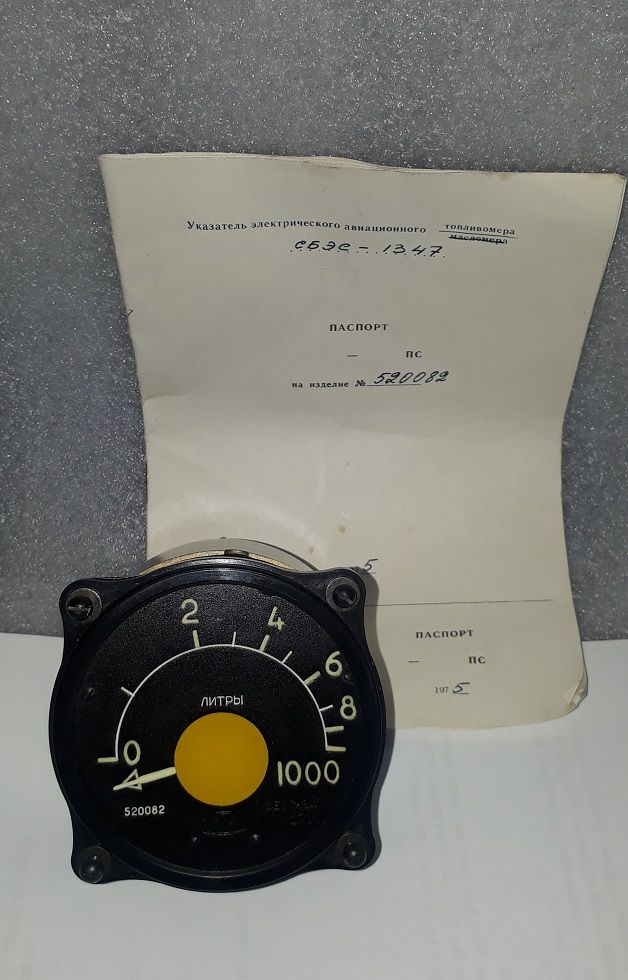 Указатель электрического авиационного топливомера
масломера
СБЭС - 1347
ПАСПОРТ
— ПС
на изделие № 520082
5
ПАСПОРТ
— ПС
1975
2 4
6
8
ЛИТРЫ
0 1000
520082